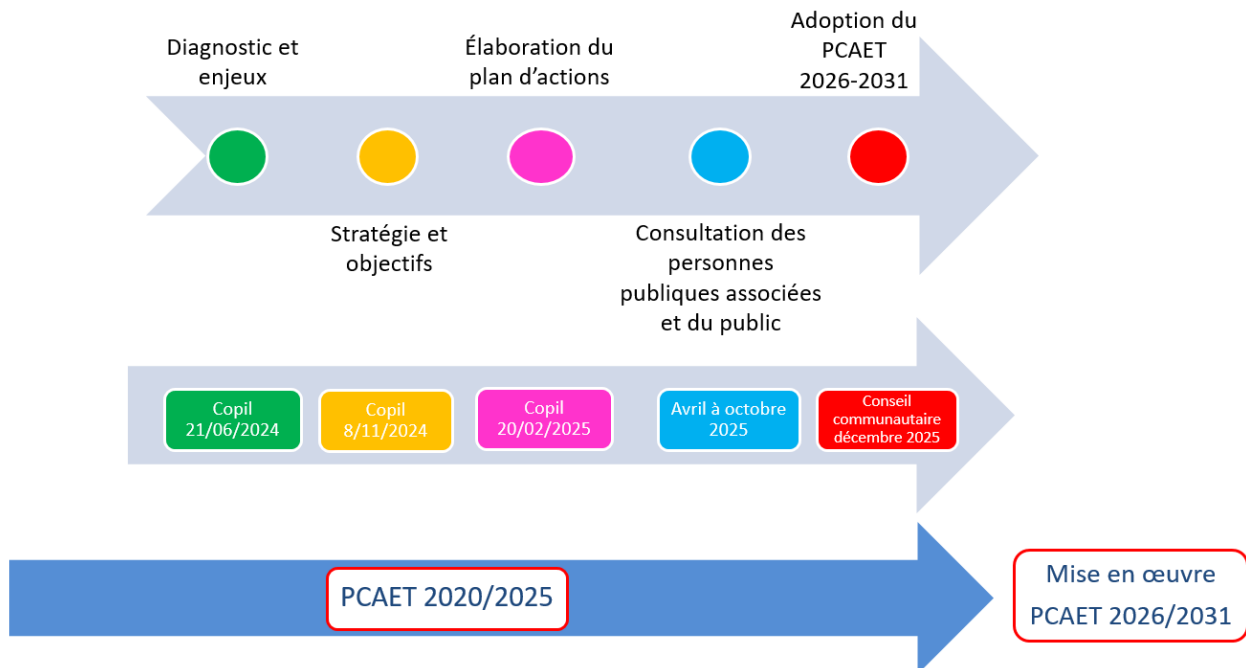 Diagnostic et
enjeux
Élaboration du
plan d’actions
Adoption du
PCAET
2026-2031
Stratégie et
objectifs
Consultation des
personnes
publiques associées
et du public
Copil
21/06/2024
Copil
8/11/2024
Copil
20/02/2025
Avril à octobre
2025
Conseil
communautaire
décembre 2025
PCAET 2020/2025
Mise en œuvre
PCAET 2026/2031